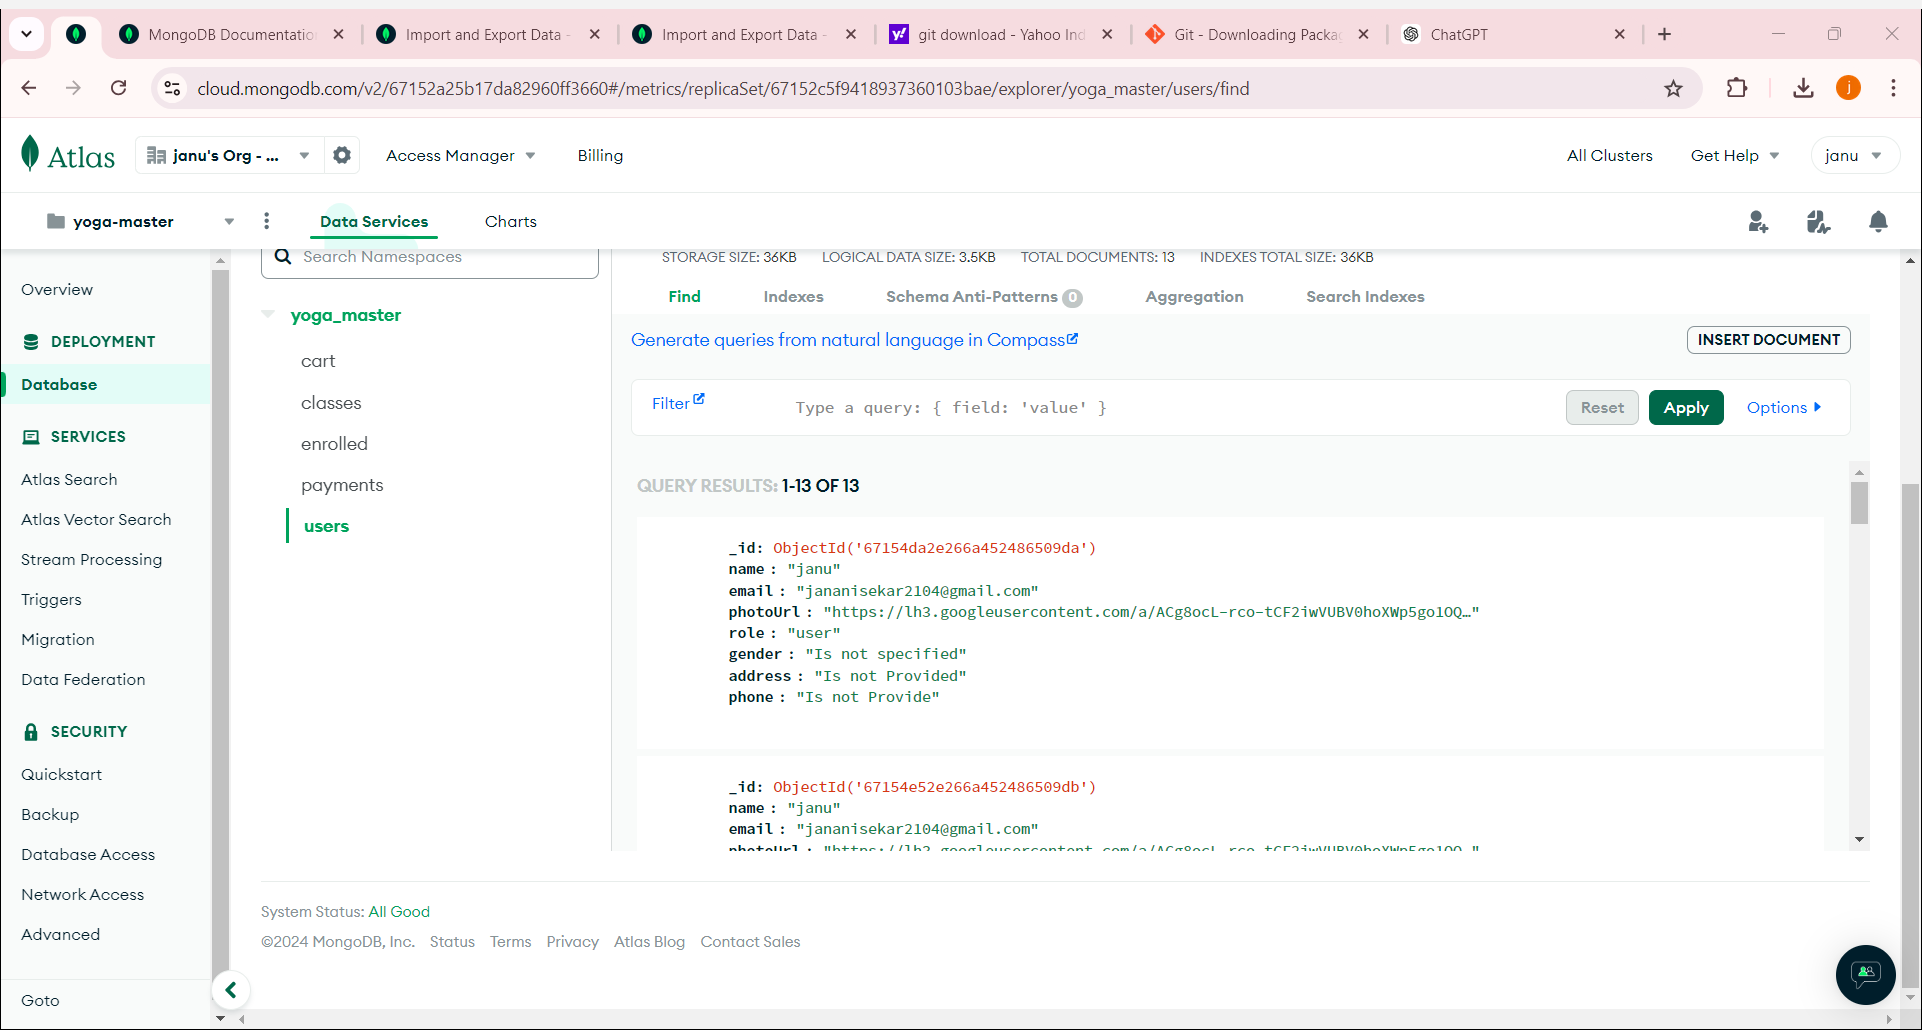 MongoDB Documentatio
Import and Export Data -
Import and Export Data -
git download - Yahoo Ind
Git - Downloading Packa
ChatGPT
cloud.mongodb.com/v2/67152a25b17da82960ff3660#/metrics/replicaSet/67152c5f9418937360103bae/explorer/yoga_master/users/find
j
Atlas
janu's Org - ...
Access Manager
Billing
All Clusters
Get Help
janu
yoga-master
Data Services
Charts
Overview
DEPLOYMENT
Database
SERVICES
Atlas Search
Atlas Vector Search
Stream Processing
Triggers
Migration
Data Federation
SECURITY
Quickstart
Backup
Database Access
Network Access
Advanced
Goto
Search Namespaces
yoga_master
cart
classes
enrolled
payments
users
STORAGE SIZE: 36KB LOGICAL DATA SIZE: 3.5KB TOTAL DOCUMENTS: 13 INDEXES TOTAL SIZE: 36KB
Find Indexes Schema Anti-Patterns 0 Aggregation Search Indexes
Generate queries from natural language in Compass
INSERT DOCUMENT
Filter
Type a query: { field: 'value' }
Reset
Apply
Options
QUERY RESULTS: 1-13 OF 13
_id: ObjectId('67154da2e266a452486509da')
name : "janu"
email : "jananisekar2104@gmail.com"
photoUrl : "https://lh3.googleusercontent.com/a/ACg8ocL-rco-tCF2iwVUBV0hoXWp5go1OQ…"
role : "user"
gender : "Is not specified"
address : "Is not Provided"
phone : "Is not Provide"
_id: ObjectId('67154e52e266a452486509db')
name : "janu"
email : "jananisekar2104@gmail.com"
photoUrl : "https://lh3.googleusercontent.com/a/ACg8ocL-rco-tCF2iwVUBV0hoXWp5go1OQ…"
System Status: All Good
©2024 MongoDB, Inc. Status Terms Privacy Atlas Blog Contact Sales